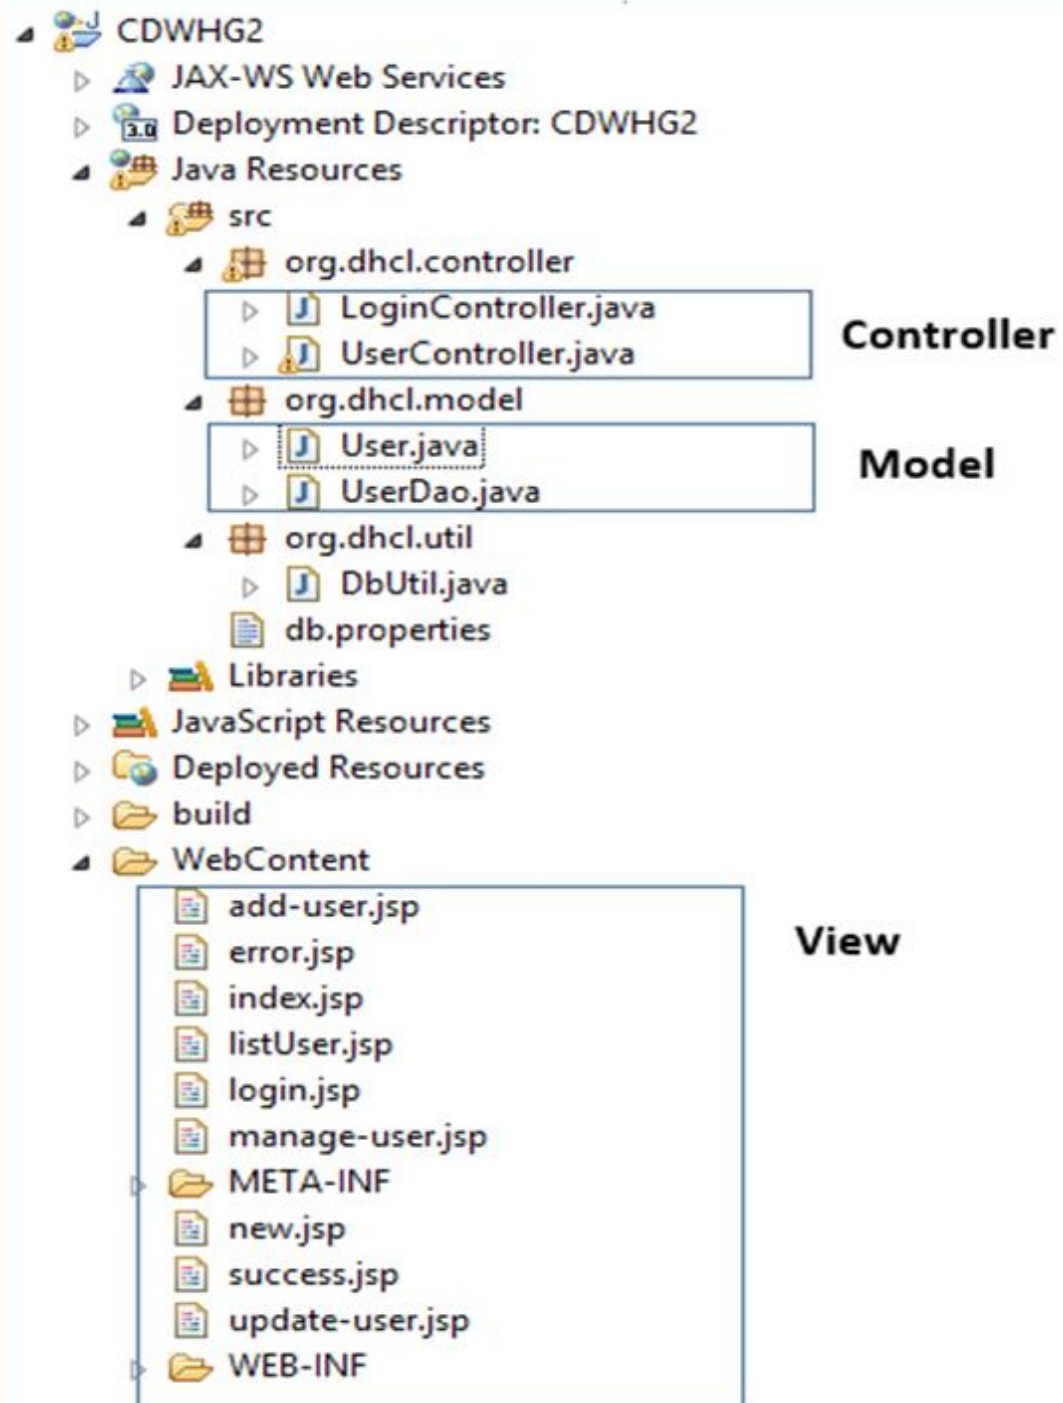 CDWHG2
JAX-WS Web Services
3.0 Deployment Descriptor: CDWHG2
Java Resources
src
org.dhcl.controller
LoginController.java
UserController.java
Controller
org.dhcl.model
User.java
UserDao.java
Model
org.dhcl.util
DbUtil.java
db.properties
Libraries
JavaScript Resources
Deployed Resources
build
WebContent
add-user.jsp
error.jsp
View
index.jsp
listUser.jsp
login.jsp
manage-user.jsp
META-INF
new.jsp
success.jsp
update-user.jsp
WEB-INF